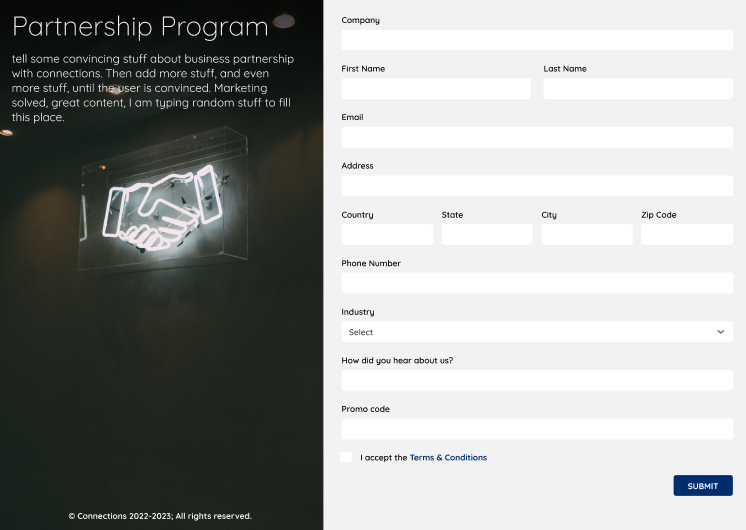 Partnership Program
tell some convincing stuff about business partnership
with connections. Then add more stuff, and even
more stuff, until the user is convinced. Marketing
solved, great content, I am typing random stuff to fill
this place.
© Connections 2022-2023; All rights reserved.
Company
First Name Last Name
Email
Address
Country State City Zip Code
Phone Number
Industry
Select
How did you hear about us?
Promo code
I accept the Terms & Conditions
SUBMIT